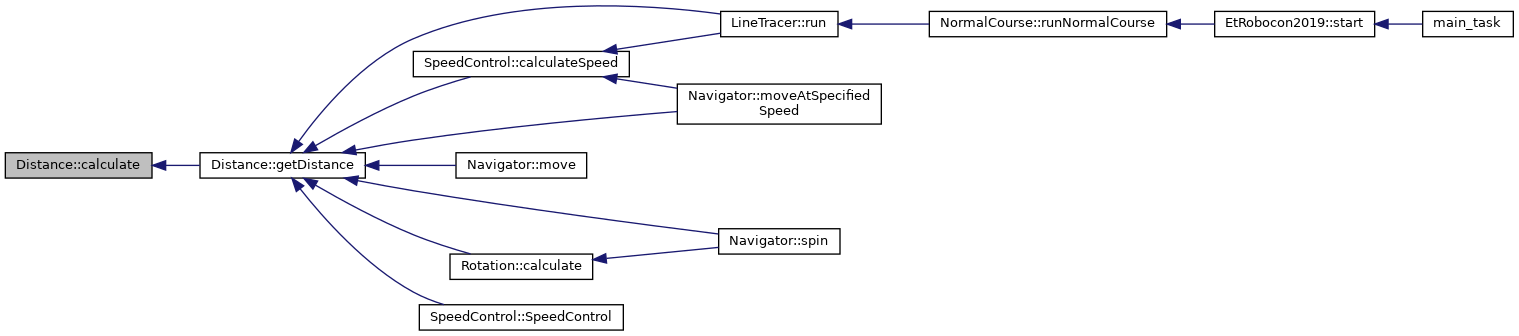 LineTracer::run
NormalCourse::runNormalCourse
EtRobocon2019::start
main_task
SpeedControl::calculateSpeed
Navigator::moveAtSpecified
Speed
Distance::calculate
Distance::getDistance
Navigator::move
Navigator::spin
Rotation::calculate
SpeedControl::SpeedControl